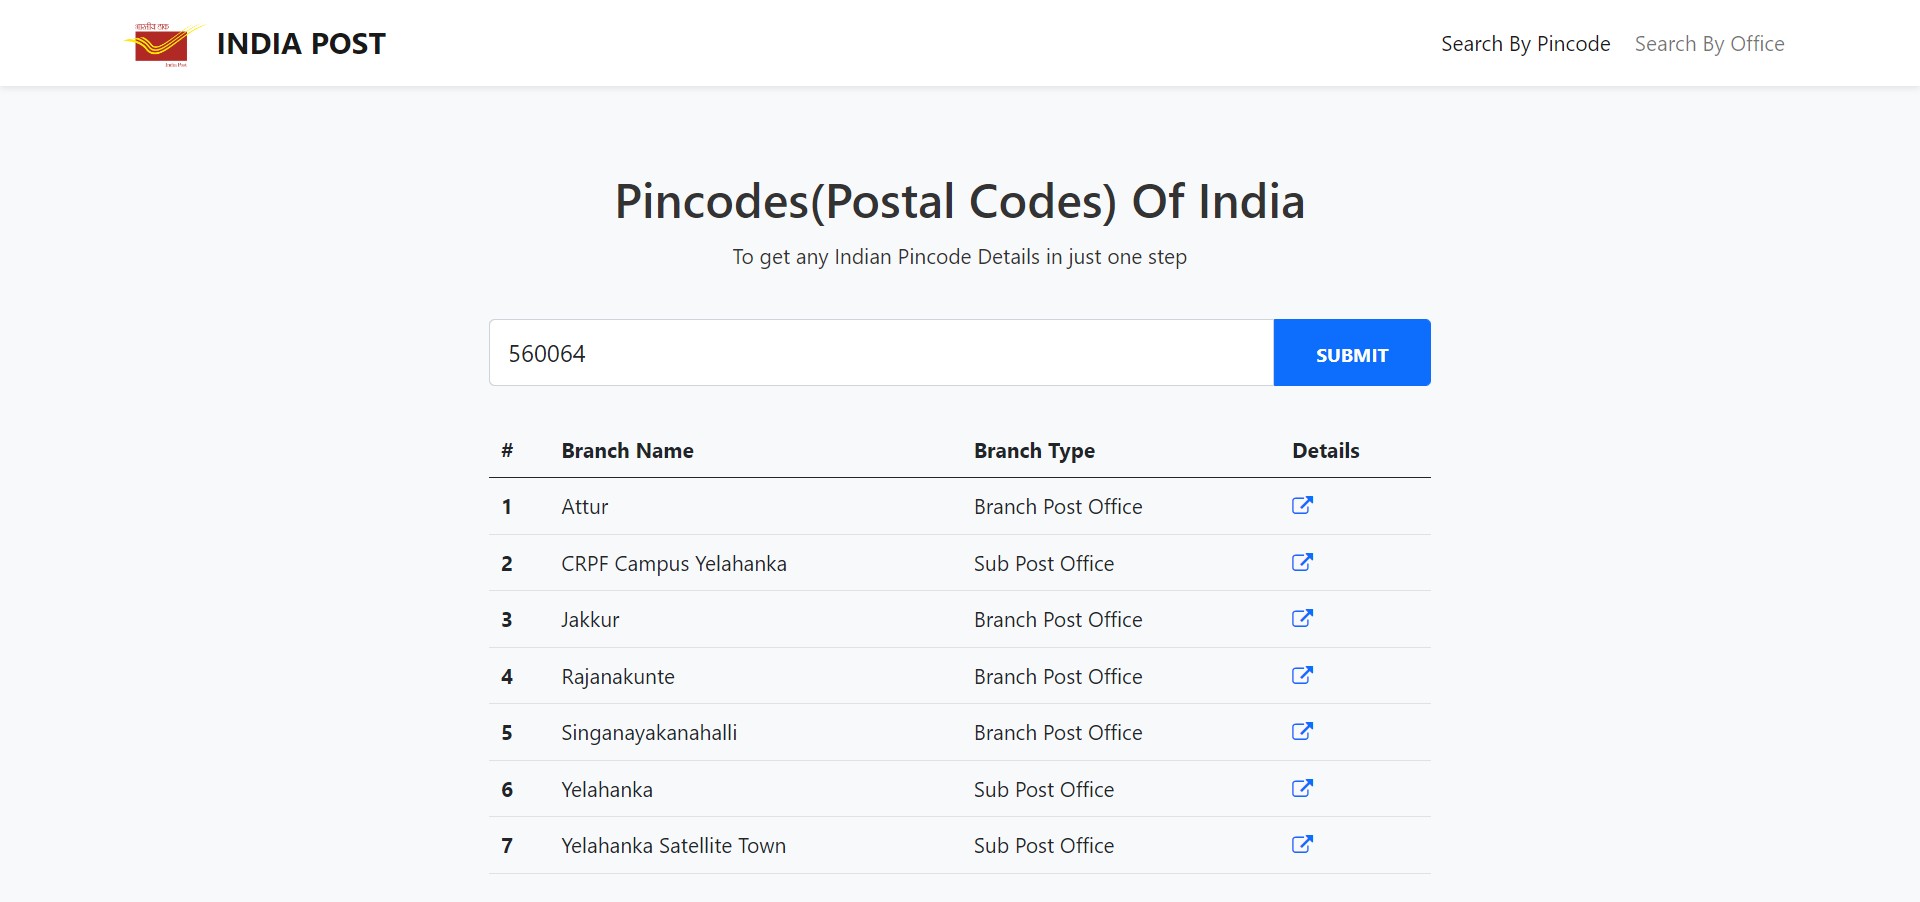 भारतीय डाक
India Post
INDIA POST
Search By Pincode
Search By Office
Pincodes(Postal Codes) Of India
To get any Indian Pincode Details in just one step
560064
SUBMIT
# Branch Name Branch Type Details
1 Attur Branch Post Office
2 CRPF Campus Yelahanka Sub Post Office
3 Jakkur Branch Post Office
4 Rajanakunte Branch Post Office
5 Singanayakanahalli Branch Post Office
6 Yelahanka Sub Post Office
7 Yelahanka Satellite Town Sub Post Office